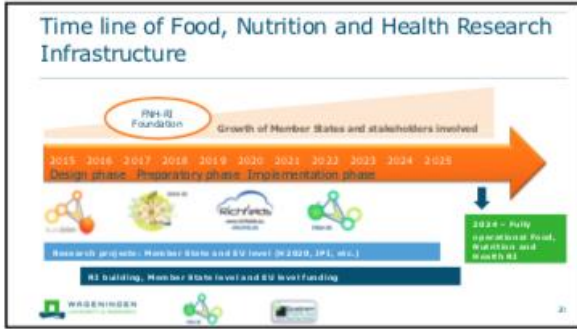 Time line of Food, Nutrition and Health Research
Infrastructure
FNH-RI
Foundation
Growth of Member States and stakeholders involved
2015 2016 2017 2018 2019 2020 2021 2022 2023 2024 2025
Design phase Preparatory phase Implementation phase
Richfields
2024 – Fully
operational Food,
Nutrition and
Health RI
Research projects: Member State and EU level (H2020, JPI, etc.)
RI building, Member State level and EU level funding
WAGENINGEN